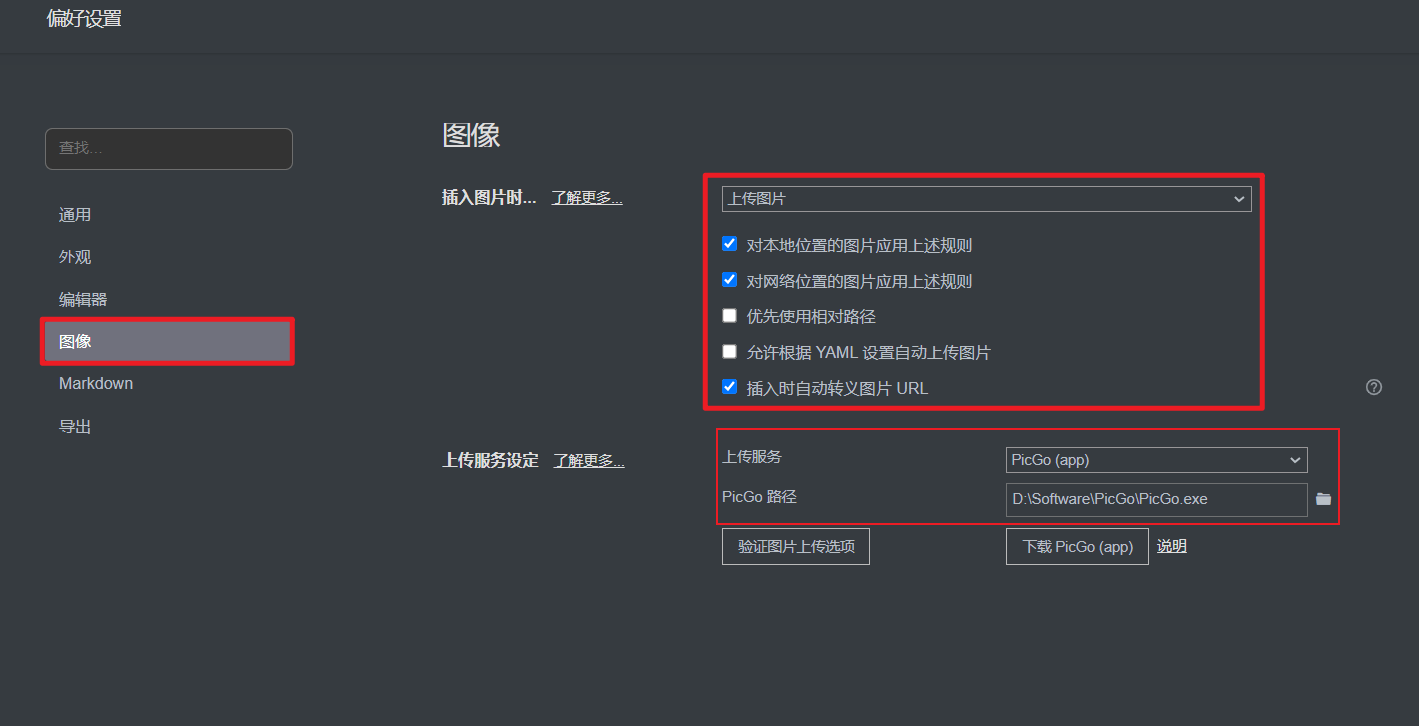 偏好设置
查找...
通用
外观
编辑器
图像
Markdown
导出
图像
插入图片时... 了解更多...
上传图片
对本地位置的图片应用上述规则
对网络位置的图片应用上述规则
优先使用相对路径
允许根据 YAML 设置自动上传图片
插入时自动转义图片 URL
?
上传服务设定 了解更多...
上传服务 PicGo (app)
PicGo 路径 D:\Software\PicGo\PicGo.exe
验证图片上传选项 下载 PicGo (app) 说明